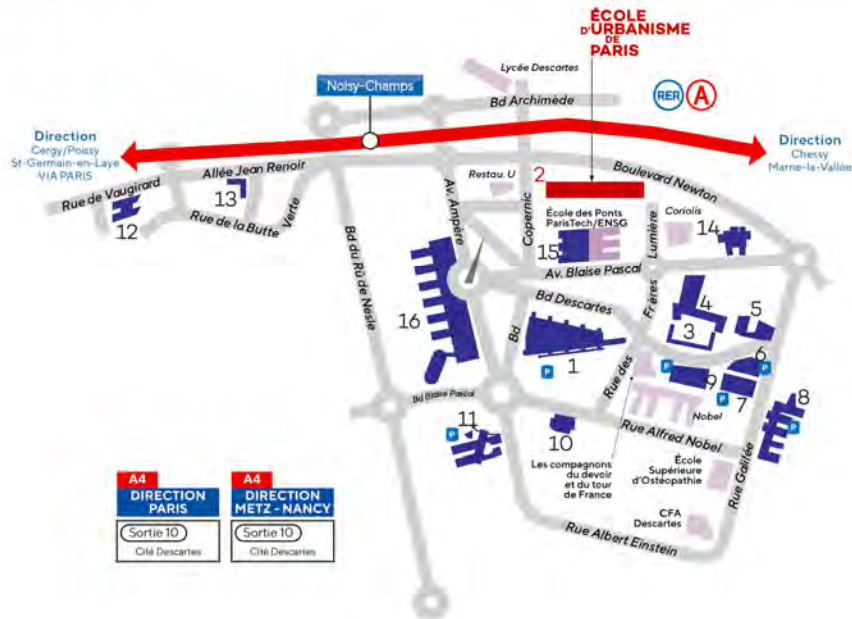 ÉCOLE
D'URBANISME
DE
PARIS
Lycée Descartes
Noisy-Champs
Bd Archimède
RER A
Direction
Cergy/Poissy
St-Germain-en-Laye
VIA PARIS
Direction
Chessy
Marne-la-Vallée
Allée Jean Renoir
Rue de Vaugirard
Rue de la Butte Verte
12
13
Restau. U
2
Boulevard Newton
Av. Ampère
Bd Copernic
École des Ponts
ParisTech/ENSG
15
Coriolis
14
Rue des Frères Lumière
Av. Blaise Pascal
Bd du Rû de Nesle
16
Bd Descartes
4
3
5
6
1
P
P
9
P
7
P
8
P
Bd Blaise Pascal
11
P
10
Nobel
Rue Alfred Nobel
Rue Galilée
Les compagnons
du devoir
et du tour
de France
École
Supérieure
d'Ostéopathie
CFA
Descartes
Rue Albert Einstein
A4
DIRECTION
PARIS
Sortie 10
Cité Descartes
A4
DIRECTION
METZ - NANCY
Sortie 10
Cité Descartes